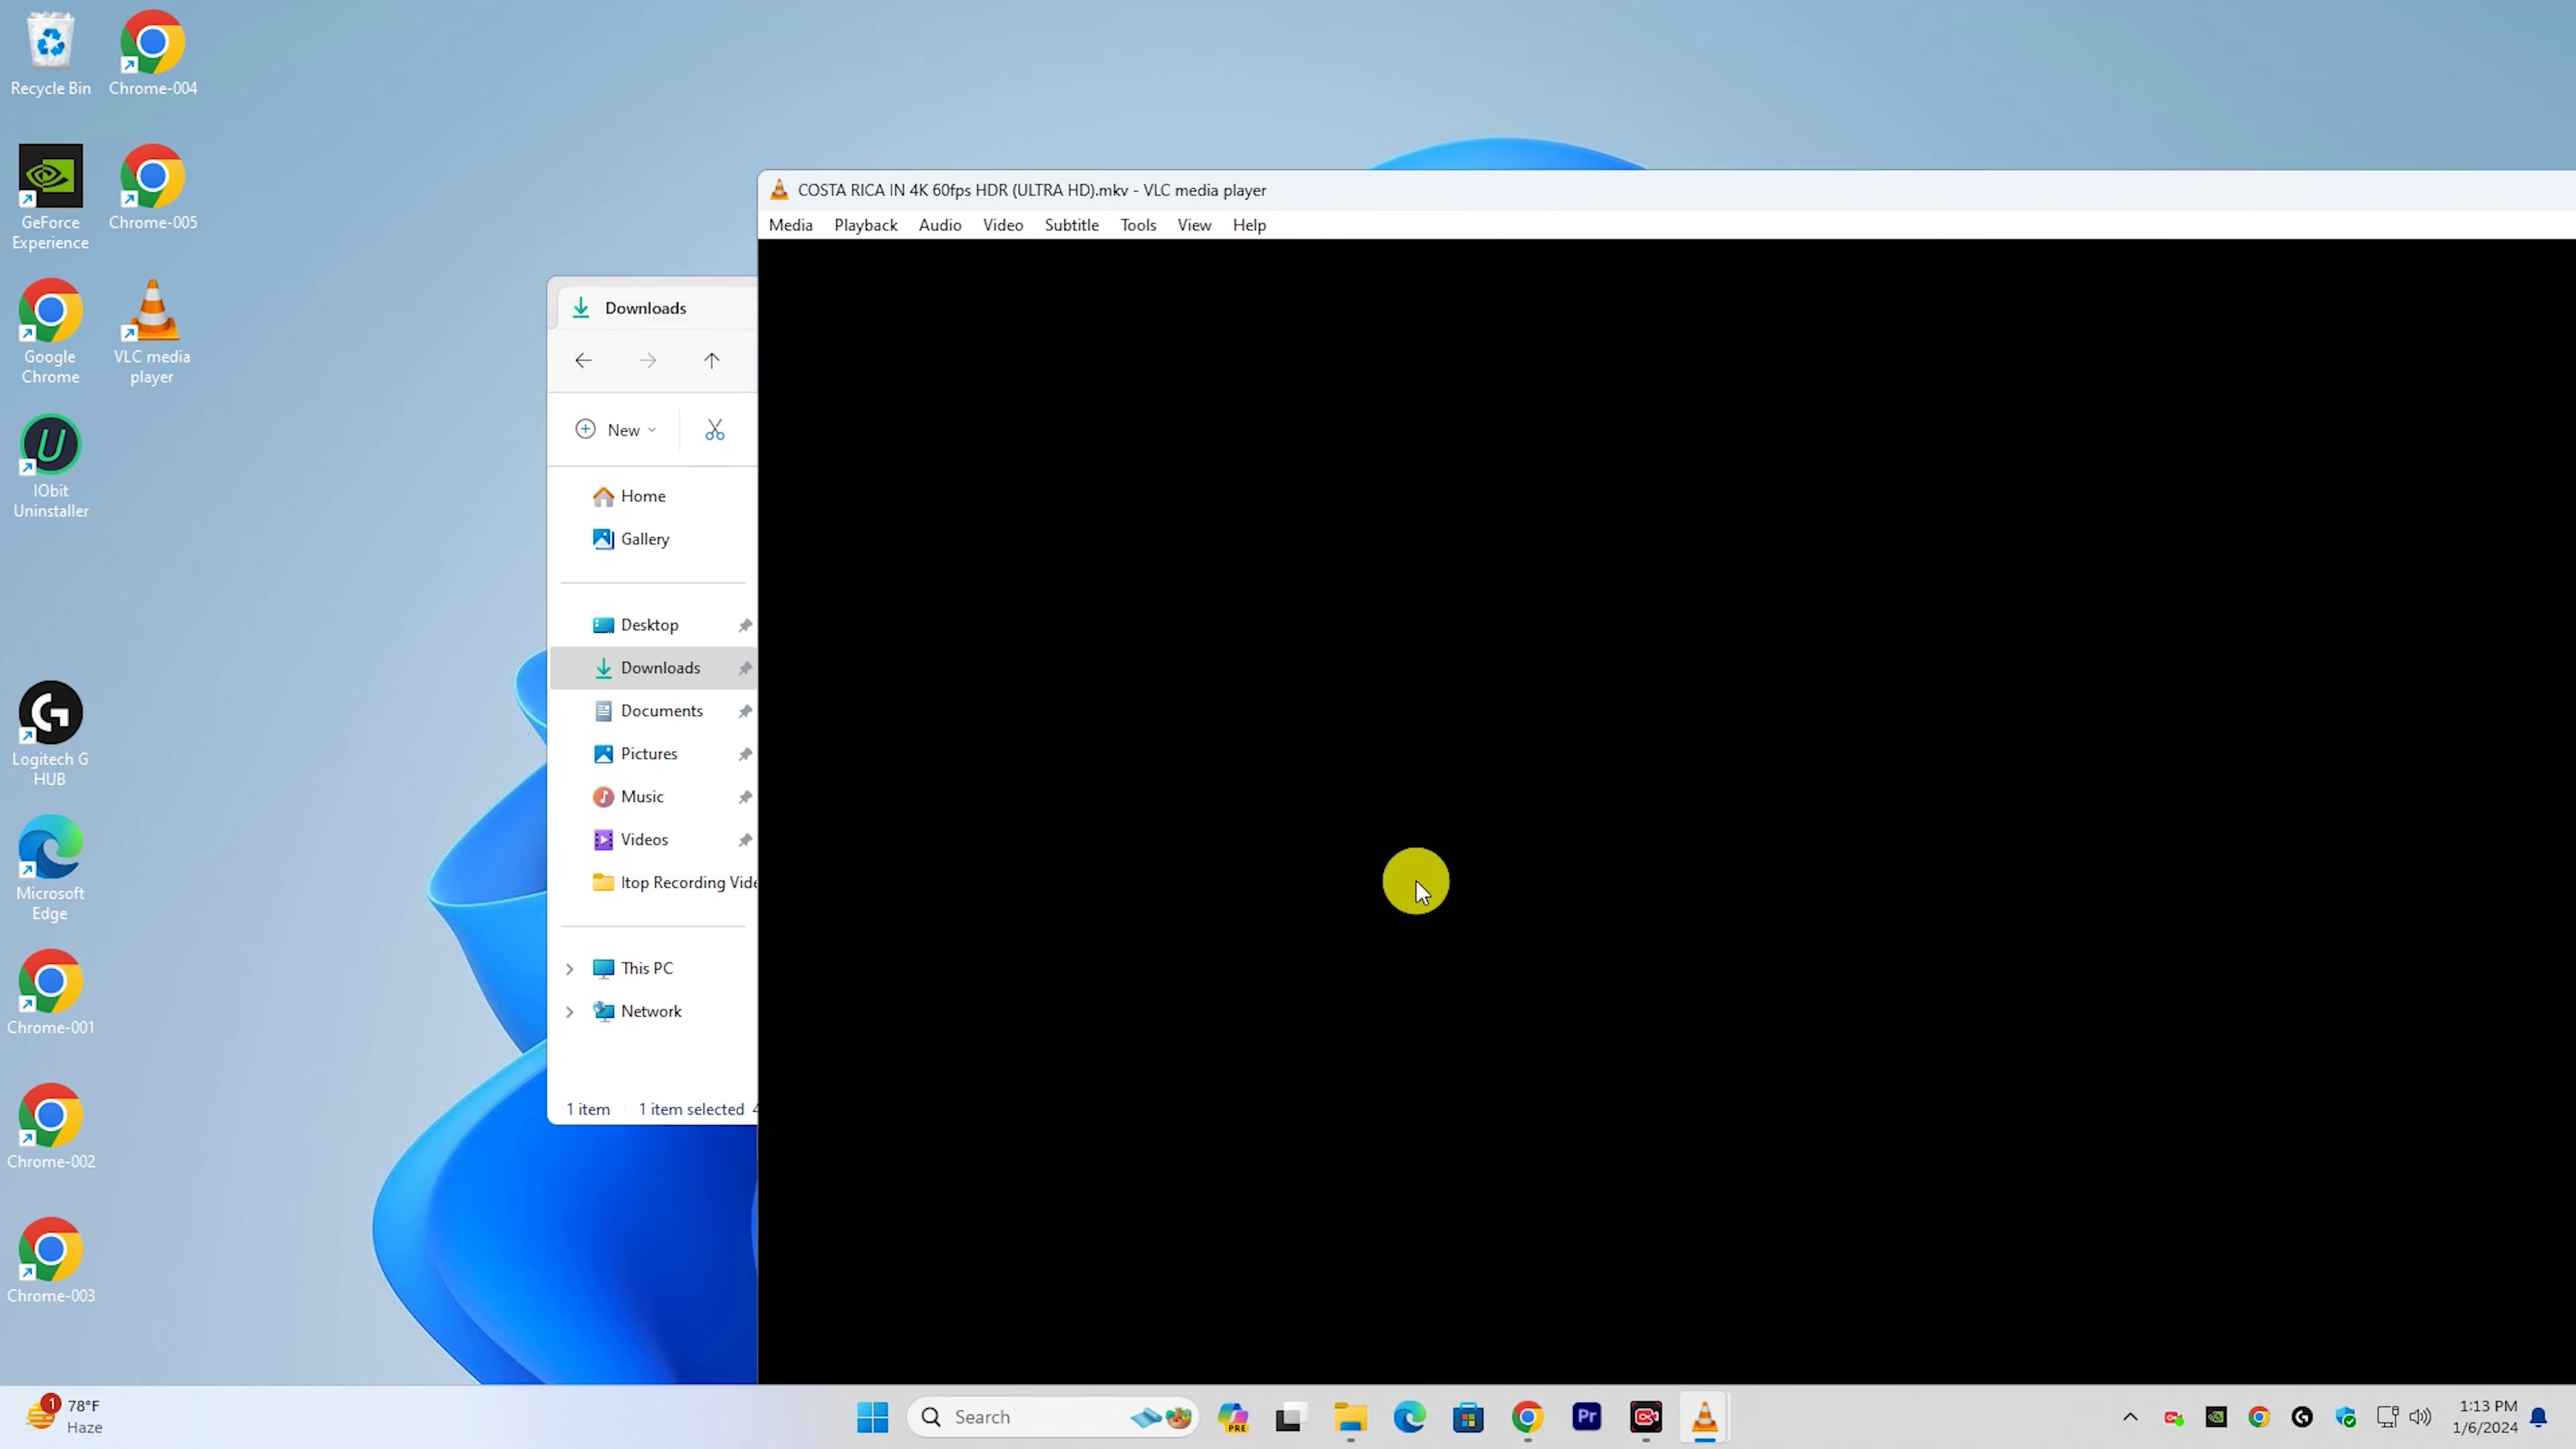 Recycle Bin
Chrome-004
GeForce
Experience
Chrome-005
Google
Chrome
VLC media
player
IObit
Uninstaller
Logitech G
HUB
Microsoft
Edge
Chrome-001
Chrome-002
Chrome-003
Downloads
New
Home
Gallery
Desktop
Downloads
Documents
Pictures
Music
Videos
Itop Recording Vide
This PC
Network
1 item 1 item selected 4
COSTA RICA IN 4K 60fps HDR (ULTRA HD).mkv - VLC media player
Media Playback Audio Video Subtitle Tools View Help
1
78°F
Haze
Search
PRE
Pr
1:13 PM
1/6/2024